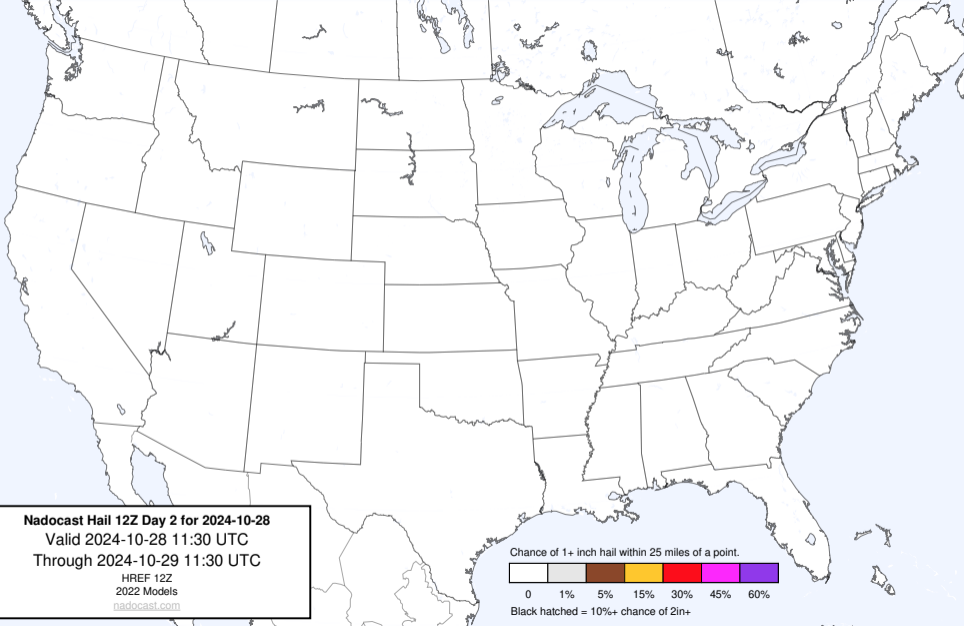 Nadocast Hail 12Z Day 2 for 2024-10-28
Valid 2024-10-28 11:30 UTC
Through 2024-10-29 11:30 UTC
HREF 12Z
2022 Models
nadocast.com
Chance of 1+ inch hail within 25 miles of a point.
0 1% 5% 15% 30% 45% 60%
Black hatched = 10%+ chance of 2in+